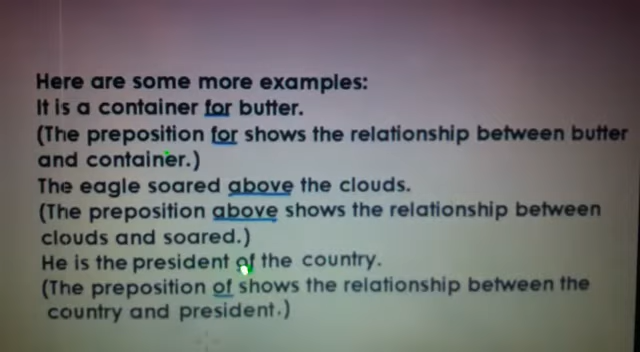 Here are some more examples:
It is a container for butter.
(The preposition for shows the relationship between butter
and container.)
The eagle soared above the clouds.
(The preposition above shows the relationship between
clouds and soared.)
He is the president of the country.
(The preposition of shows the relationship between the
country and president.)